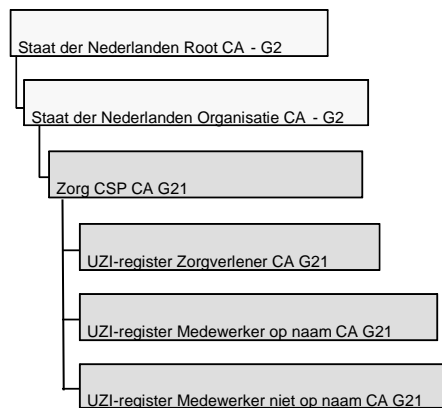 Staat der Nederlanden Root CA - G2
Staat der Nederlanden Organisatie CA - G2
Zorg CSP CA G21
UZI-register Zorgverlener CA G21
UZI-register Medewerker op naam CA G21
UZI-register Medewerker niet op naam CA G21